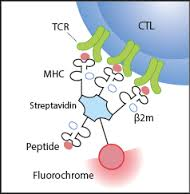 TCR
CTL
MHC
Streptavidin
β2m
Peptide
Fluorochrome